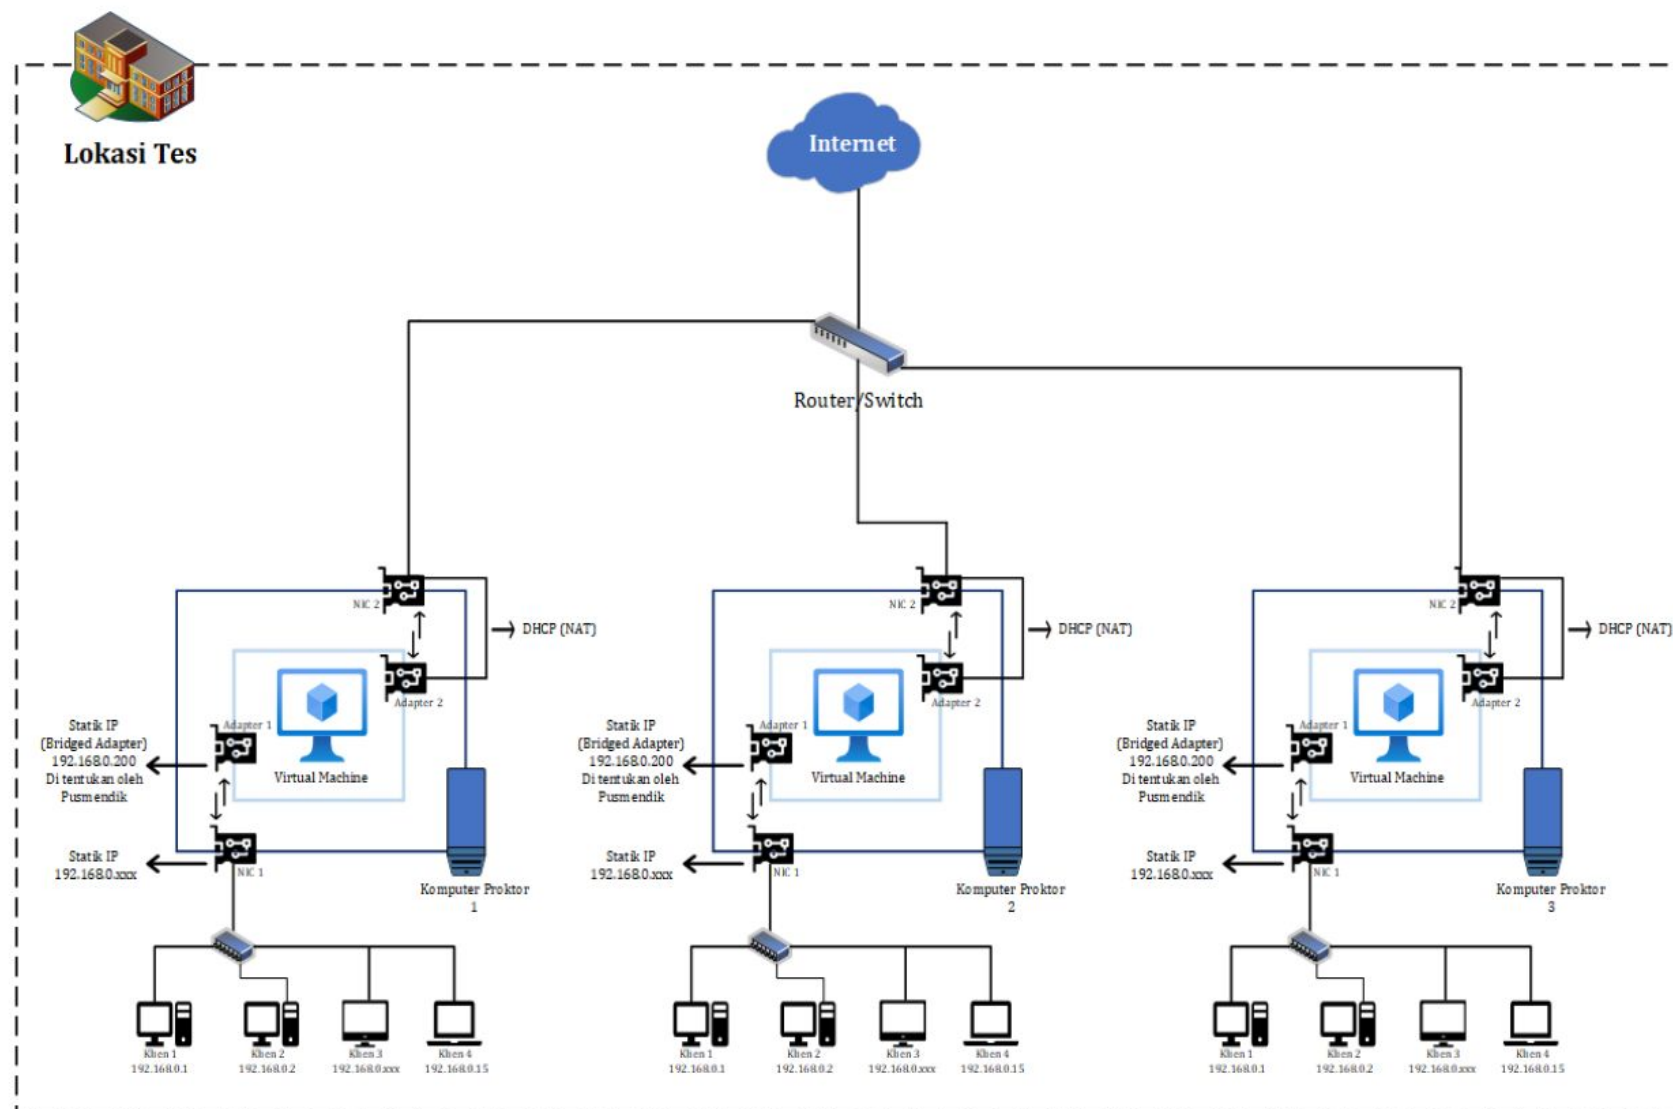 Lokasi Tes
Internet
Router/Switch
NIC 2
DHCP (NAT)
Adapter 2
Adapter 1
Statik IP
(Bridged Adapter)
192.168.0.200
Di tentukan oleh
Pusmendik
Virtual Machine
Statik IP
192.168.0.xxx
NIC 1
Komputer Proktor
1
Klien 1
192.168.0.1
Klien 2
192.168.0.2
Klien 3
192.168.0.xxx
Klien 4
192.168.0.15
NIC 2
DHCP (NAT)
Adapter 2
Adapter 1
Statik IP
(Bridged Adapter)
192.168.0.200
Di tentukan oleh
Pusmendik
Virtual Machine
Statik IP
192.168.0.xxx
NIC 1
Komputer Proktor
2
Klien 1
192.168.0.1
Klien 2
192.168.0.2
Klien 3
192.168.0.xxx
Klien 4
192.168.0.15
NIC 2
DHCP (NAT)
Adapter 2
Adapter 1
Statik IP
(Bridged Adapter)
192.168.0.200
Di tentukan oleh
Pusmendik
Virtual Machine
Statik IP
192.168.0.xxx
NIC 1
Komputer Proktor
3
Klien 1
192.168.0.1
Klien 2
192.168.0.2
Klien 3
192.168.0.xxx
Klien 4
192.168.0.15